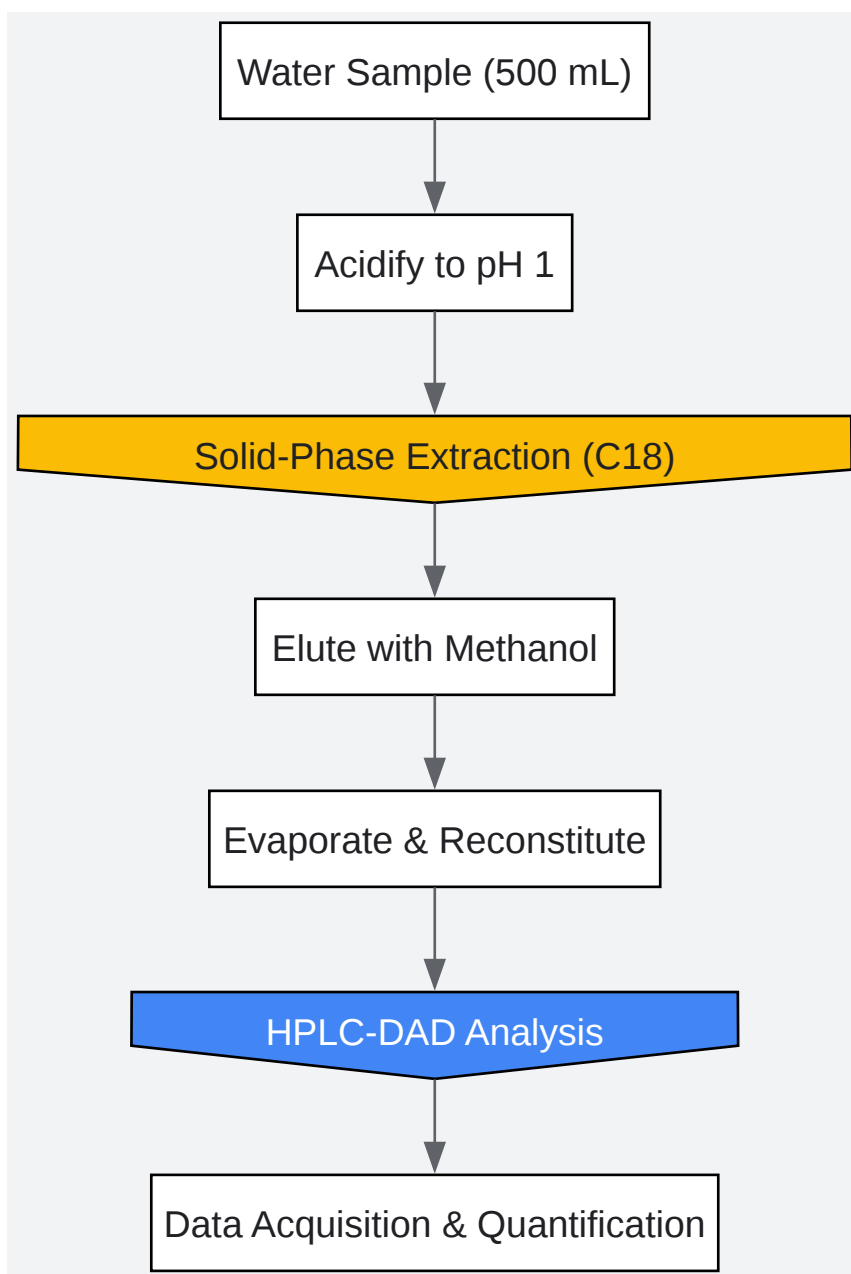 Water Sample (500 mL)
Acidify to pH 1
Solid-Phase Extraction (C18)
Elute with Methanol
Evaporate & Reconstitute
HPLC-DAD Analysis
Data Acquisition & Quantification